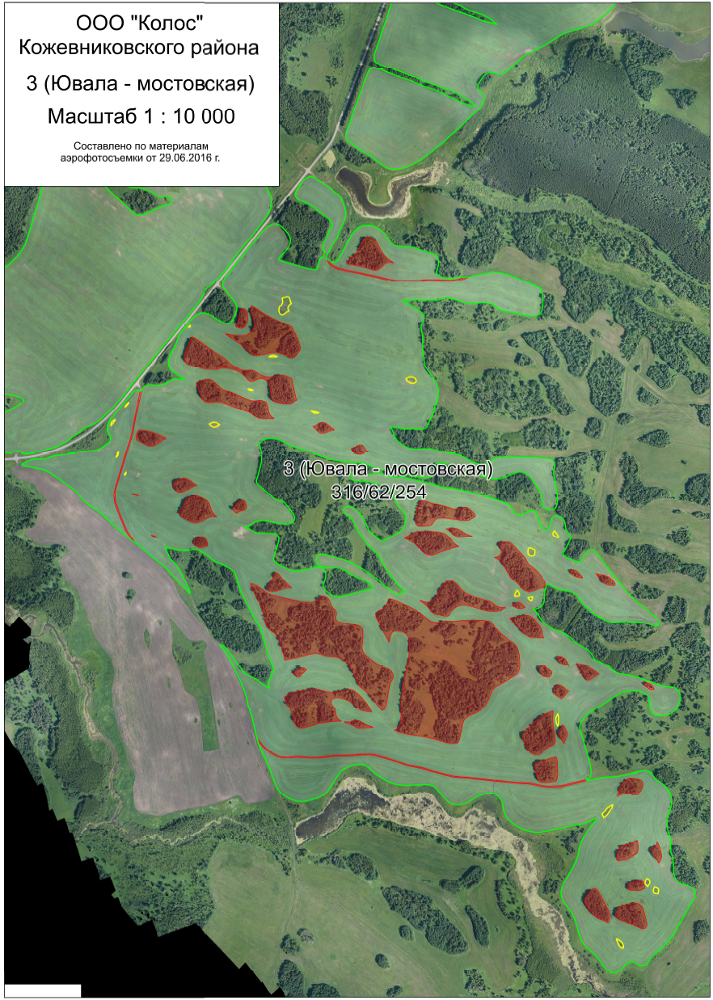 ООО "Колос"
Кожевниковского района
3 (Ювала - мостовская)
Масштаб 1 : 10 000
Составлено по материалам
аэрофотосъемки от 29.06.2016 г.
3 (Ювала - мостовская)
316/62/254